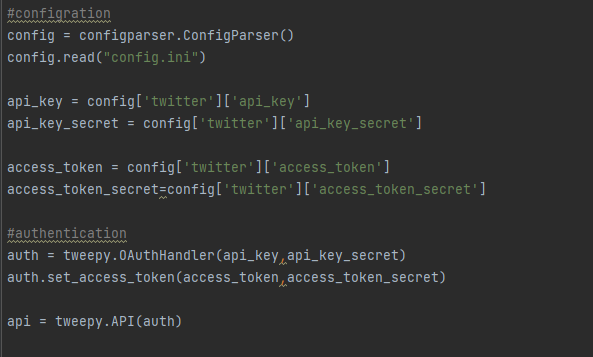 #configration
config = configparser.ConfigParser()
config.read("config.ini")
api_key = config['twitter']['api_key']
api_key_secret = config['twitter']['api_key_secret']
access_token = config['twitter']['access_token']
access_token_secret=config['twitter']['access_token_secret']
#authentication
auth = tweepy.OAuthHandler(api_key,api_key_secret)
auth.set_access_token(access_token,access_token_secret)
api = tweepy.API(auth)